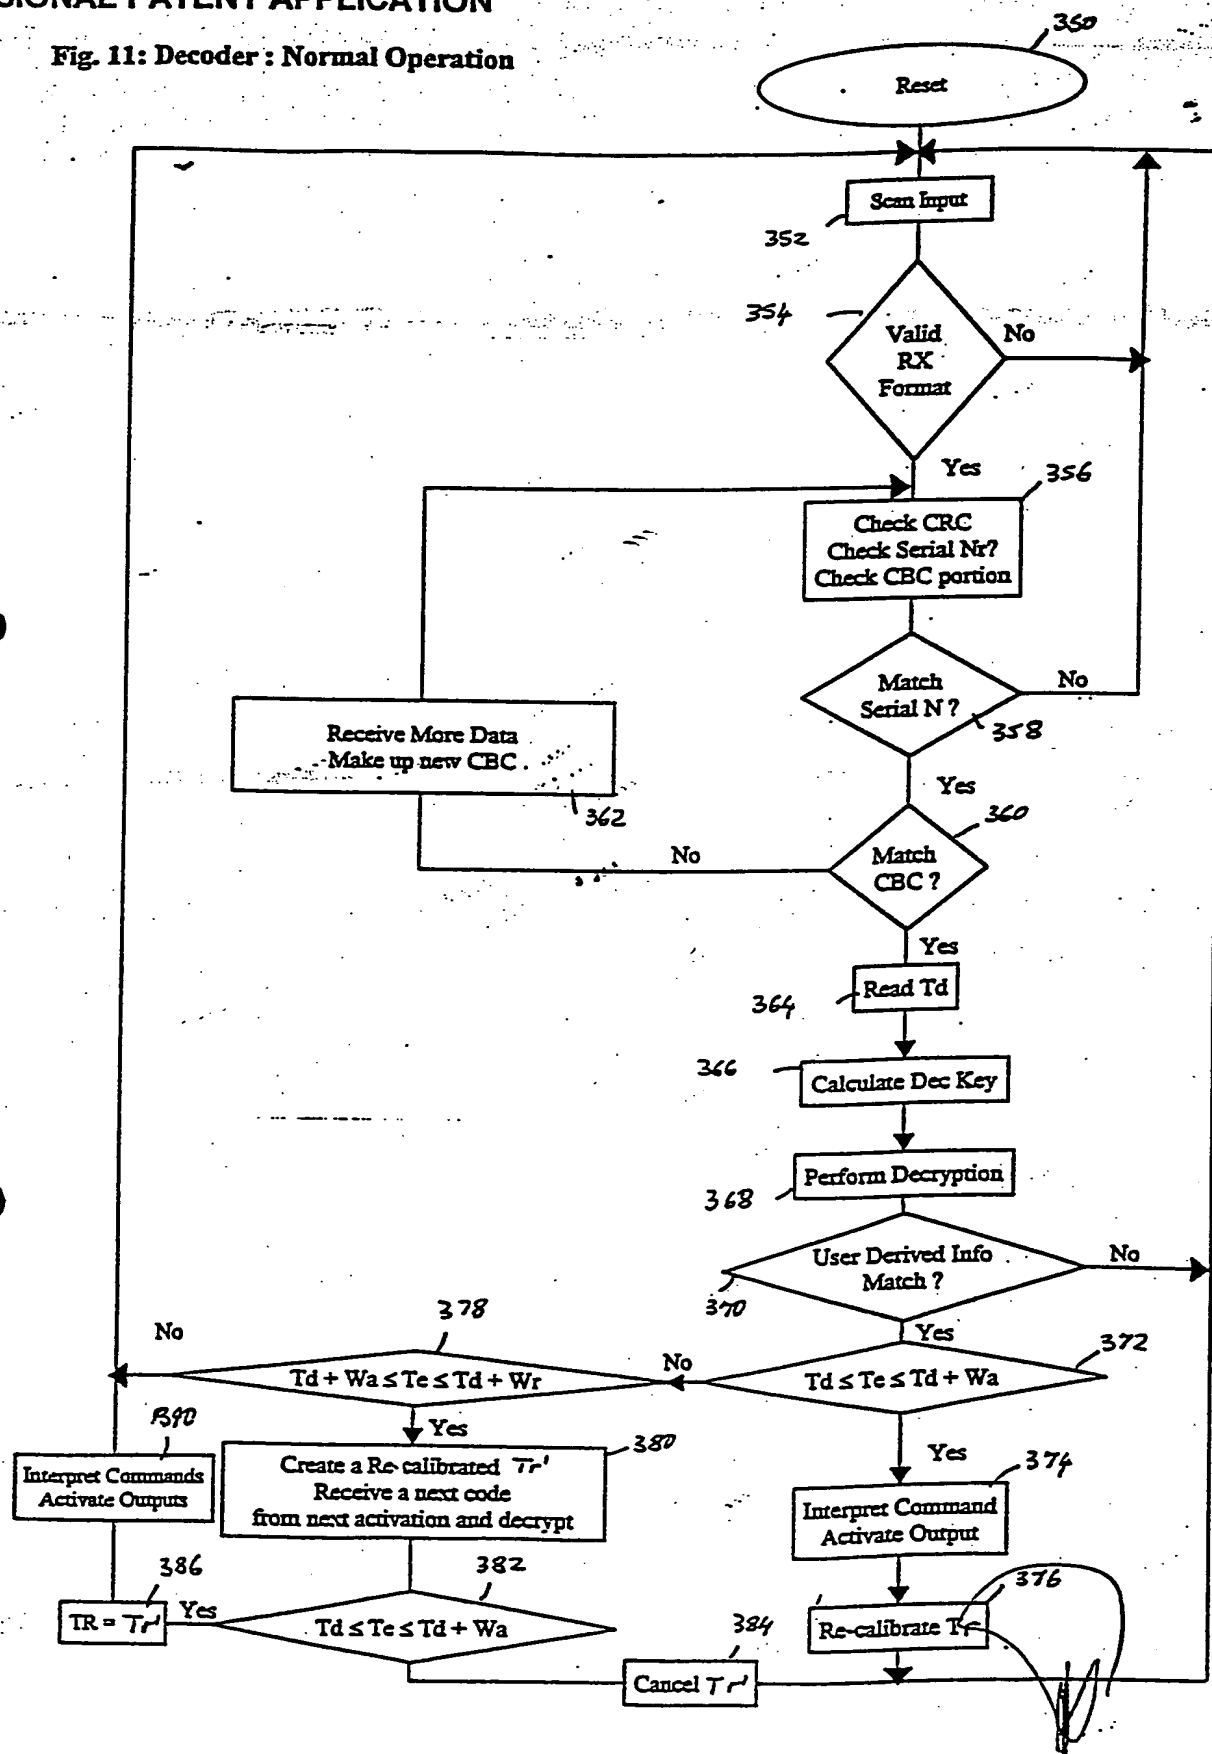 SIONAL PATENT APPLICATION
Fig. 11: Decoder : Normal Operation
350
Reset
Scan Input
352
354
Valid
RX
Format
No
Yes
356
Check CRC
Check Serial Nr?
Check CBC portion
Match
Serial N ?
No
358
Receive More Data
Make up new CBC
362
Yes
360
Match
CBC ?
No
Yes
Read Td
364
366
Calculate Dec Key
Perform Decryption
368
User Derived Info
Match ?
No
370
Yes
372
Td ≤ Te ≤ Td + Wa
No
378
Td + Wa ≤ Te ≤ Td + Wr
No
Yes
380
Create a Re-calibrated Tr'
Receive a next code
from next activation and decrypt
390
Interpret Commands
Activate Outputs
Yes
374
Interpret Command
Activate Output
376
Re-calibrate Tr
382
Td ≤ Te ≤ Td + Wa
Yes
386
TR = Tr'
384
Cancel Tr'